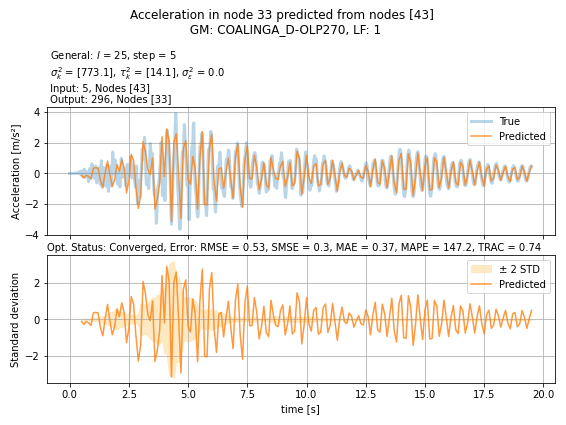 Acceleration in node 33 predicted from nodes [43]
GM: COALINGA_D-OLP270, LF: 1
General: l = 25, step = 5
σ²ₖ = [773.1], τ²ₖ = [14.1], σ²ε = 0.0
Input: 5, Nodes [43]
Output: 296, Nodes [33]
4
2
0
−2
−4
Acceleration [m/s²]
True
Predicted
Opt. Status: Converged, Error: RMSE = 0.53, SMSE = 0.3, MAE = 0.37, MAPE = 147.2, TRAC = 0.74
2
0
−2
Standard deviation
± 2 STD
Predicted
0.0 2.5 5.0 7.5 10.0 12.5 15.0 17.5 20.0
time [s]